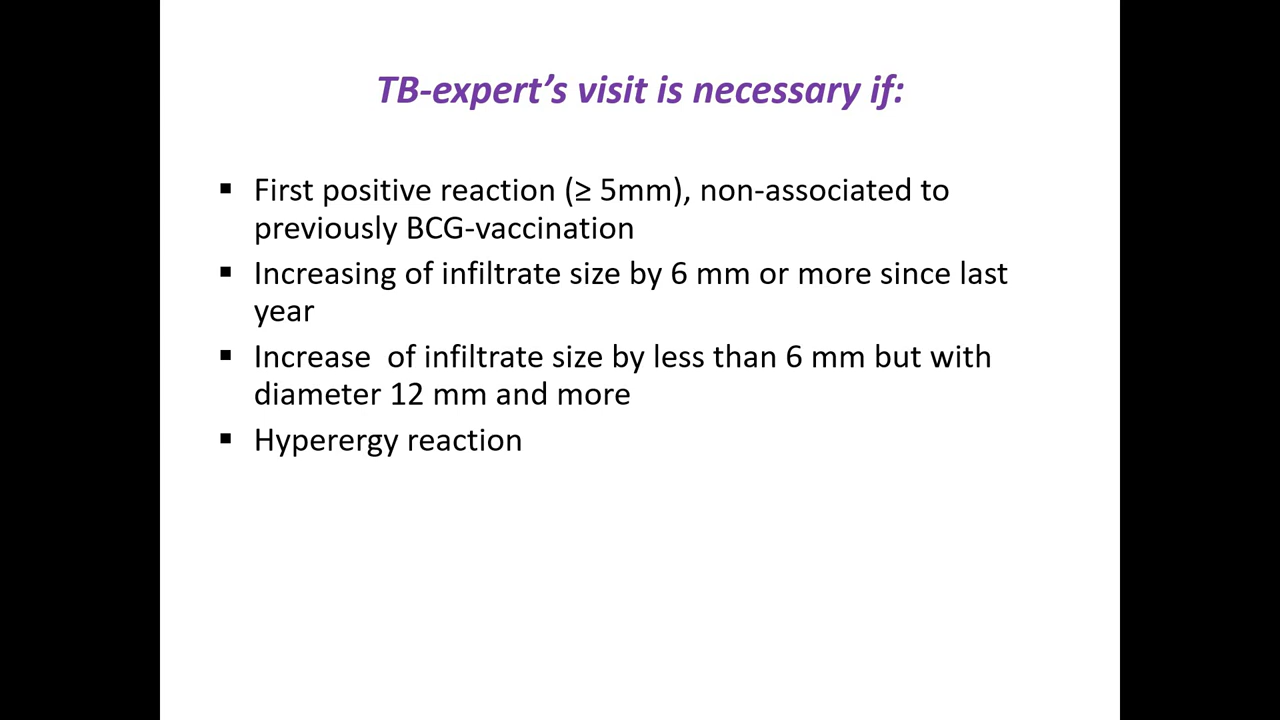 TB-expert’s visit is necessary if:
▪ First positive reaction (≥ 5mm), non-associated to
previously BCG-vaccination
▪ Increasing of infiltrate size by 6 mm or more since last
year
▪ Increase  of infiltrate size by less than 6 mm but with
diameter 12 mm and more
▪ Hyperergy reaction